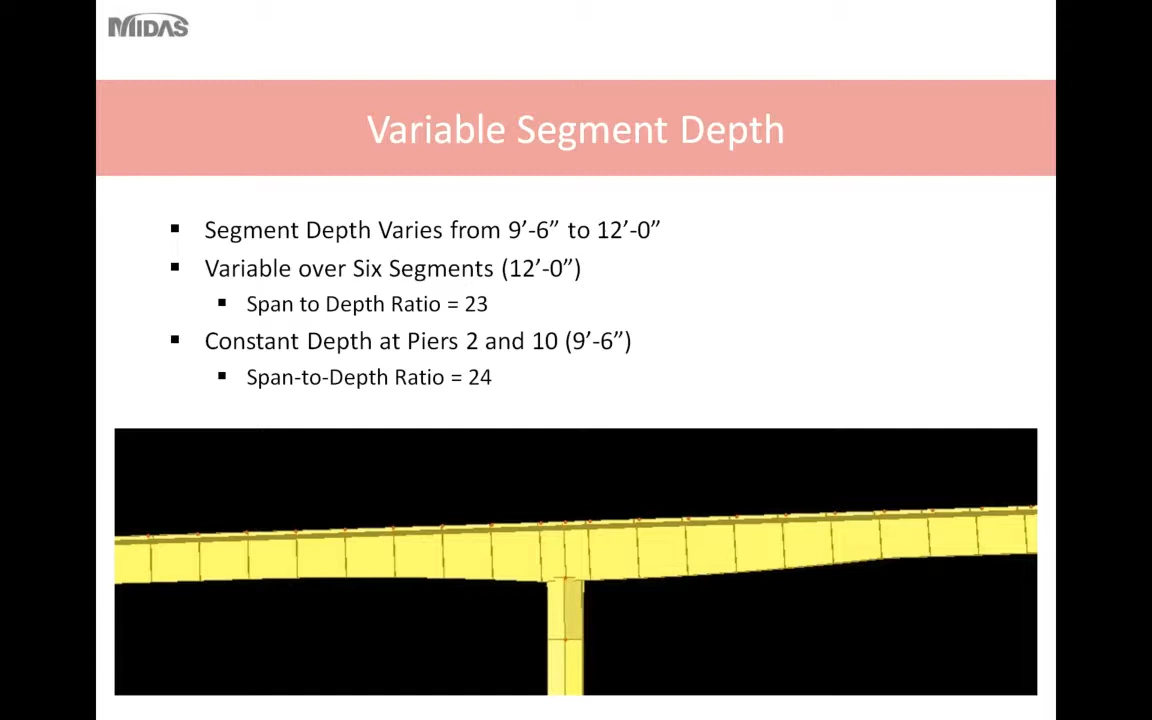 MIDAS
Variable Segment Depth
▪ Segment Depth Varies from 9’-6” to 12’-0”
▪ Variable over Six Segments (12’-0”)
▪ Span to Depth Ratio = 23
▪ Constant Depth at Piers 2 and 10 (9’-6”)
▪ Span-to-Depth Ratio = 24